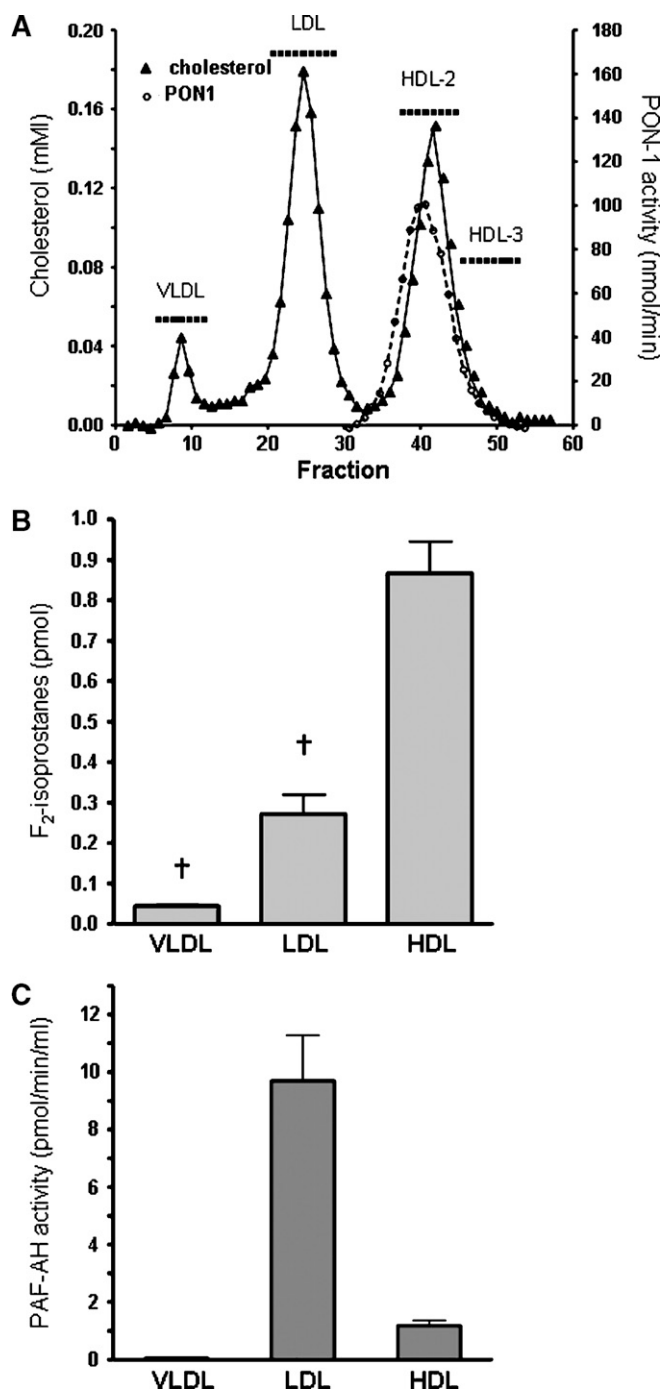 A
LDL
HDL-2
HDL-3
VLDL
cholesterol
PON1
Cholesterol (mMl)
0.20
0.16
0.12
0.08
0.04
0.00
PON-1 activity (nmol/min)
180
160
140
120
100
80
60
40
20
0
0 10 20 30 40 50 60
Fraction
B
F2-isoprostanes (pmol)
1.0
0.9
0.8
0.7
0.6
0.5
0.4
0.3
0.2
0.1
0.0
† †
VLDL LDL HDL
C
PAF-AH activity (pmol/min/ml)
12
10
8
6
4
2
0
VLDL LDL HDL